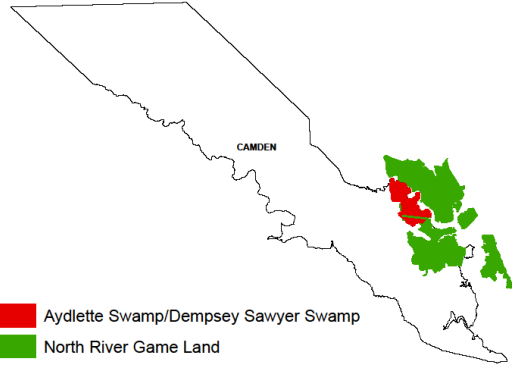 CAMDEN
Aydlette Swamp/Dempsey Sawyer Swamp
North River Game Land